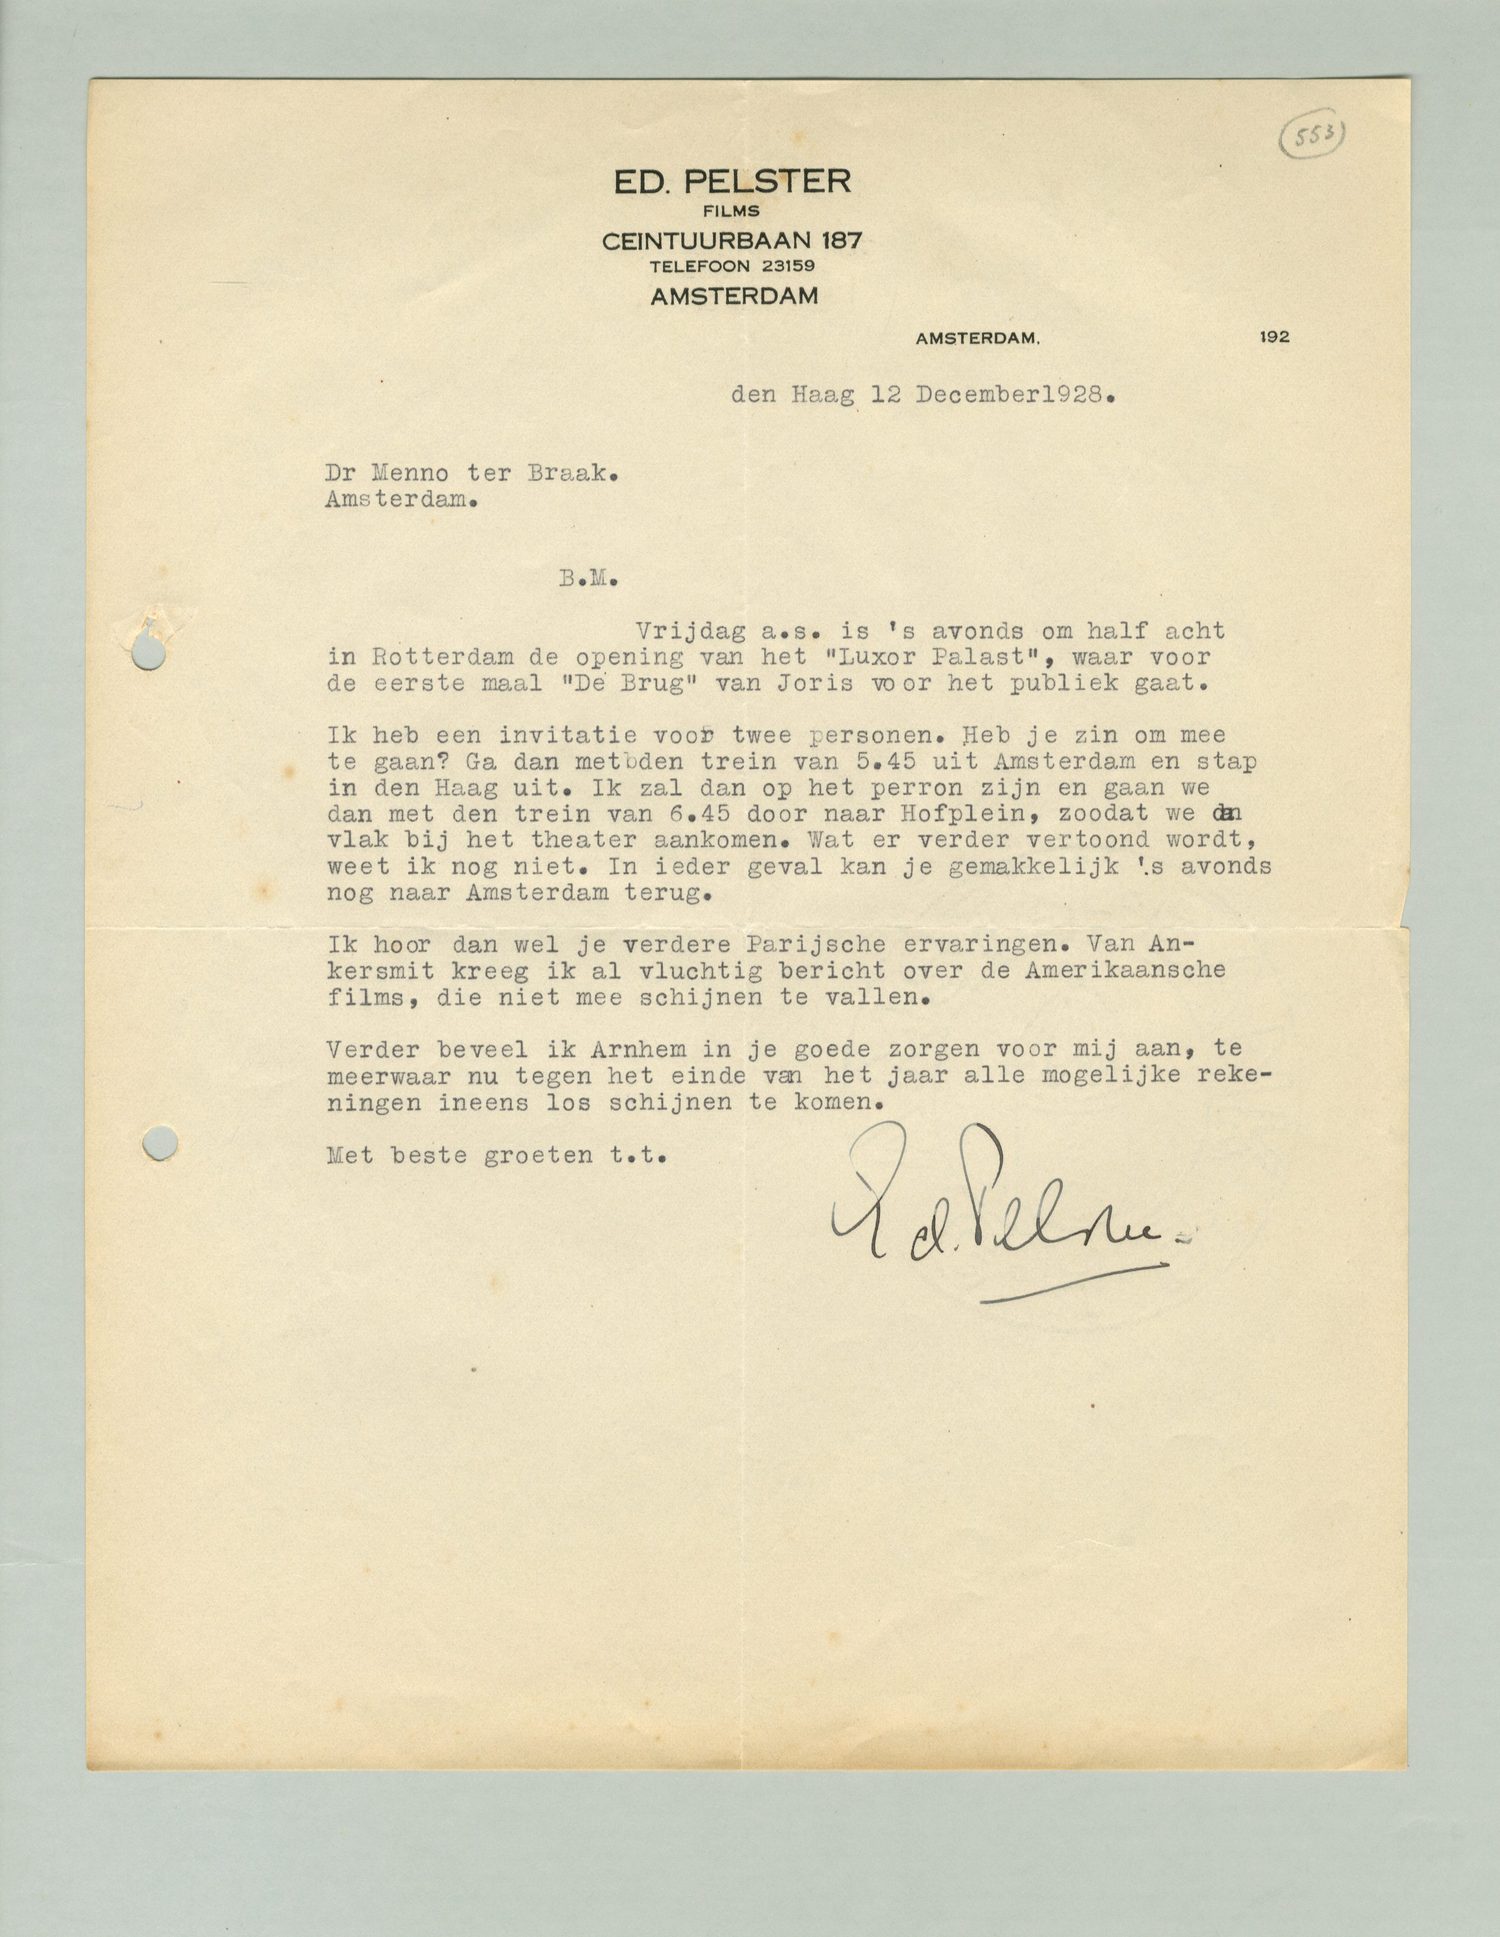 553
ED. PELSTER
FILMS
CEINTUURBAAN 187
TELEFOON 23159
AMSTERDAM
AMSTERDAM, 192
den Haag 12 December1928.
Dr Menno ter Braak.
Amsterdam.
B.M.
Vrijdag a.s. is 's avonds om half acht
in Rotterdam de opening van het "Luxor Palast", waar voor
de eerste maal "De Brug" van Joris voor het publiek gaat.
Ik heb een invitatie voor twee personen. Heb je zin om mee
te gaan? Ga dan met den trein van 5.45 uit Amsterdam en stap
in den Haag uit. Ik zal dan op het perron zijn en gaan we
dan met den trein van 6.45 door naar Hofplein, zoodat we dan
vlak bij het theater aankomen. Wat er verder vertoond wordt,
weet ik nog niet. In ieder geval kan je gemakkelijk '.s avonds
nog naar Amsterdam terug.
Ik hoor dan wel je verdere Parijsche ervaringen. Van An-
kersmit kreeg ik al vluchtig bericht over de Amerikaansche
films, die niet mee schijnen te vallen.
Verder beveel ik Arnhem in je goede zorgen voor mij aan, te
meerwaar nu tegen het einde van het jaar alle mogelijke reke-
ningen ineens los schijnen te komen.
Met beste groeten t.t.
Ed. Pelster